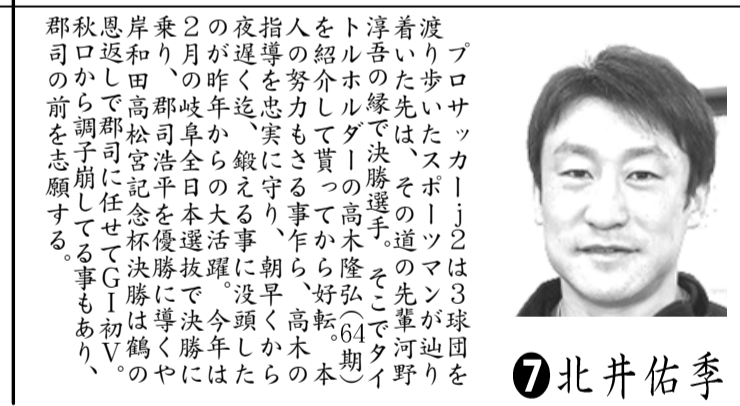 プロサッカーj2は3球団を
渡り歩いたスポーツマンが辿り
着いた先は、その道の先輩河野
淳吾の縁で決勝選手。そこでタイ
トルホルダーの高木隆弘(64期)
を紹介して貰ってから好転。本
人の努力もさる事乍ら、高木の
指導を忠実に守り、朝早くから
夜遅く迄、鍛える事に没頭した
のが昨年からの大活躍。今年は
2月の岐阜全日本選抜で決勝に
乗り、郡司浩平を優勝に導くや
岸和田高松宮記念杯決勝は鶴の
恩返しで郡司に任せてGI初V。
秋口から調子崩してる事もあり、
郡司の前を志願する。
❼北井佑季